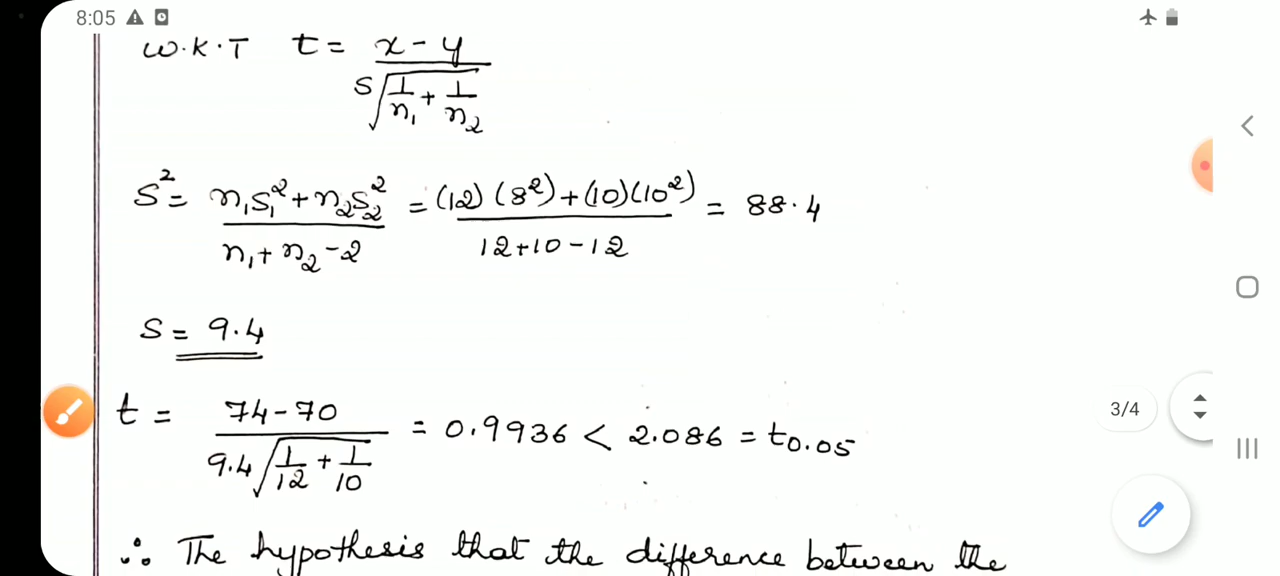 8:05
W.K.T t = x - y / S√(1/n₁ + 1/n₂)
S² = n₁s₁² + n₂s₂² / n₁ + n₂ - 2 = (12)(8²) + (10)(10²) / 12 + 10 - 12 = 88.4
S = 9.4
t = 74 - 70 / 9.4√(1/12 + 1/10) = 0.9936 < 2.086 = t0.05
3/4
∴ The hypothesis that the difference between the